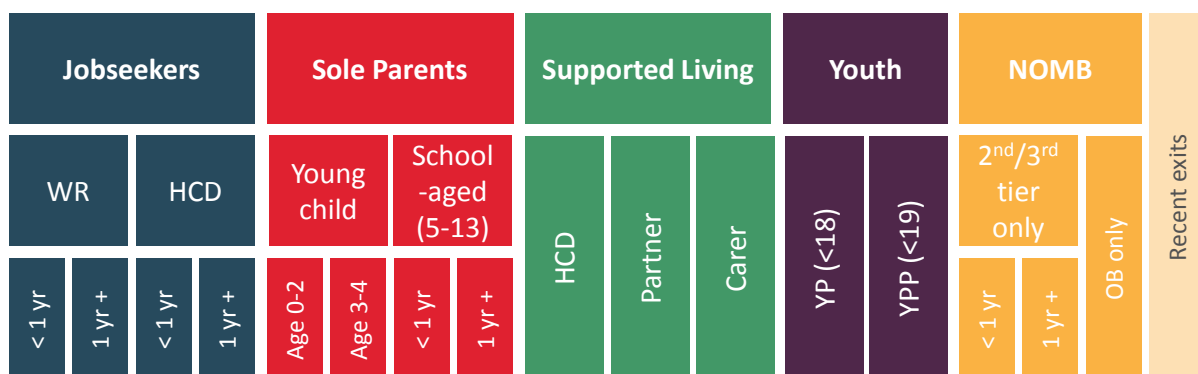 Jobseekers
Sole Parents
Supported Living
Youth
NOMB
Recent exits
WR
HCD
Young
child
School
-aged
(5-13)
HCD
Partner
Carer
YP (<18)
YPP (<19)
2nd/3rd
tier
only
OB only
< 1 yr
1 yr +
< 1 yr
1 yr +
Age 0-2
Age 3-4
< 1 yr
1 yr +
< 1 yr
1 yr +